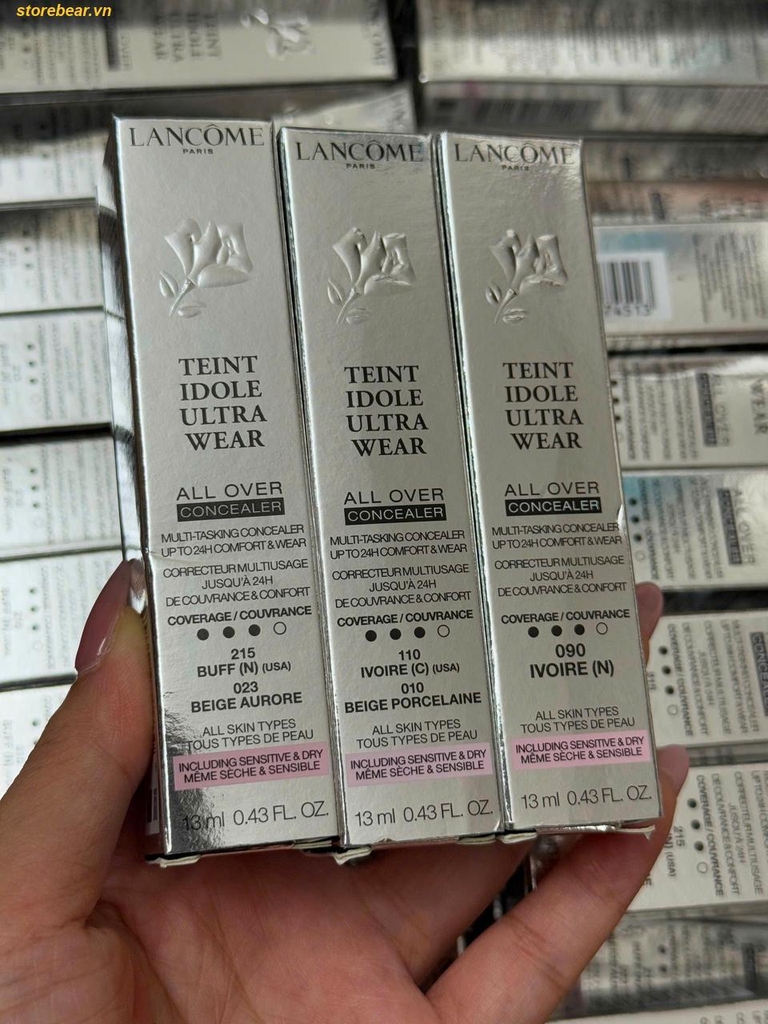 storebear.vn
LANCÔME
PARIS
TEINT
IDOLE
ULTRA
WEAR
ALL OVER
CONCEALER
MULTI-TASKING CONCEALER
UP TO 24H COMFORT & WEAR
CORRECTEUR MULTIUSAGE
JUSQU'À 24H
DE COUVRANCE & CONFORT
COVERAGE / COUVRANCE
215
BUFF (N) (USA)
023
BEIGE AURORE
ALL SKIN TYPES
TOUS TYPES DE PEAU
INCLUDING SENSITIVE & DRY
MÊME SÈCHE & SENSIBLE
13 ml 0.43 FL. OZ.
LANCÔME
PARIS
TEINT
IDOLE
ULTRA
WEAR
ALL OVER
CONCEALER
MULTI-TASKING CONCEALER
UP TO 24H COMFORT & WEAR
CORRECTEUR MULTIUSAGE
JUSQU'À 24H
DE COUVRANCE & CONFORT
COVERAGE / COUVRANCE
110
IVOIRE (C) (USA)
010
BEIGE PORCELAINE
ALL SKIN TYPES
TOUS TYPES DE PEAU
INCLUDING SENSITIVE & DRY
MÊME SÈCHE & SENSIBLE
13 ml 0.43 FL. OZ.
LANCÔME
PARIS
TEINT
IDOLE
ULTRA
WEAR
ALL OVER
CONCEALER
MULTI-TASKING CONCEALER
UP TO 24H COMFORT & WEAR
CORRECTEUR MULTIUSAGE
JUSQU'À 24H
DE COUVRANCE & CONFORT
COVERAGE / COUVRANCE
090
IVOIRE (N)
ALL SKIN TYPES
TOUS TYPES DE PEAU
INCLUDING SENSITIVE & DRY
MÊME SÈCHE & SENSIBLE
13 ml 0.43 FL. OZ.